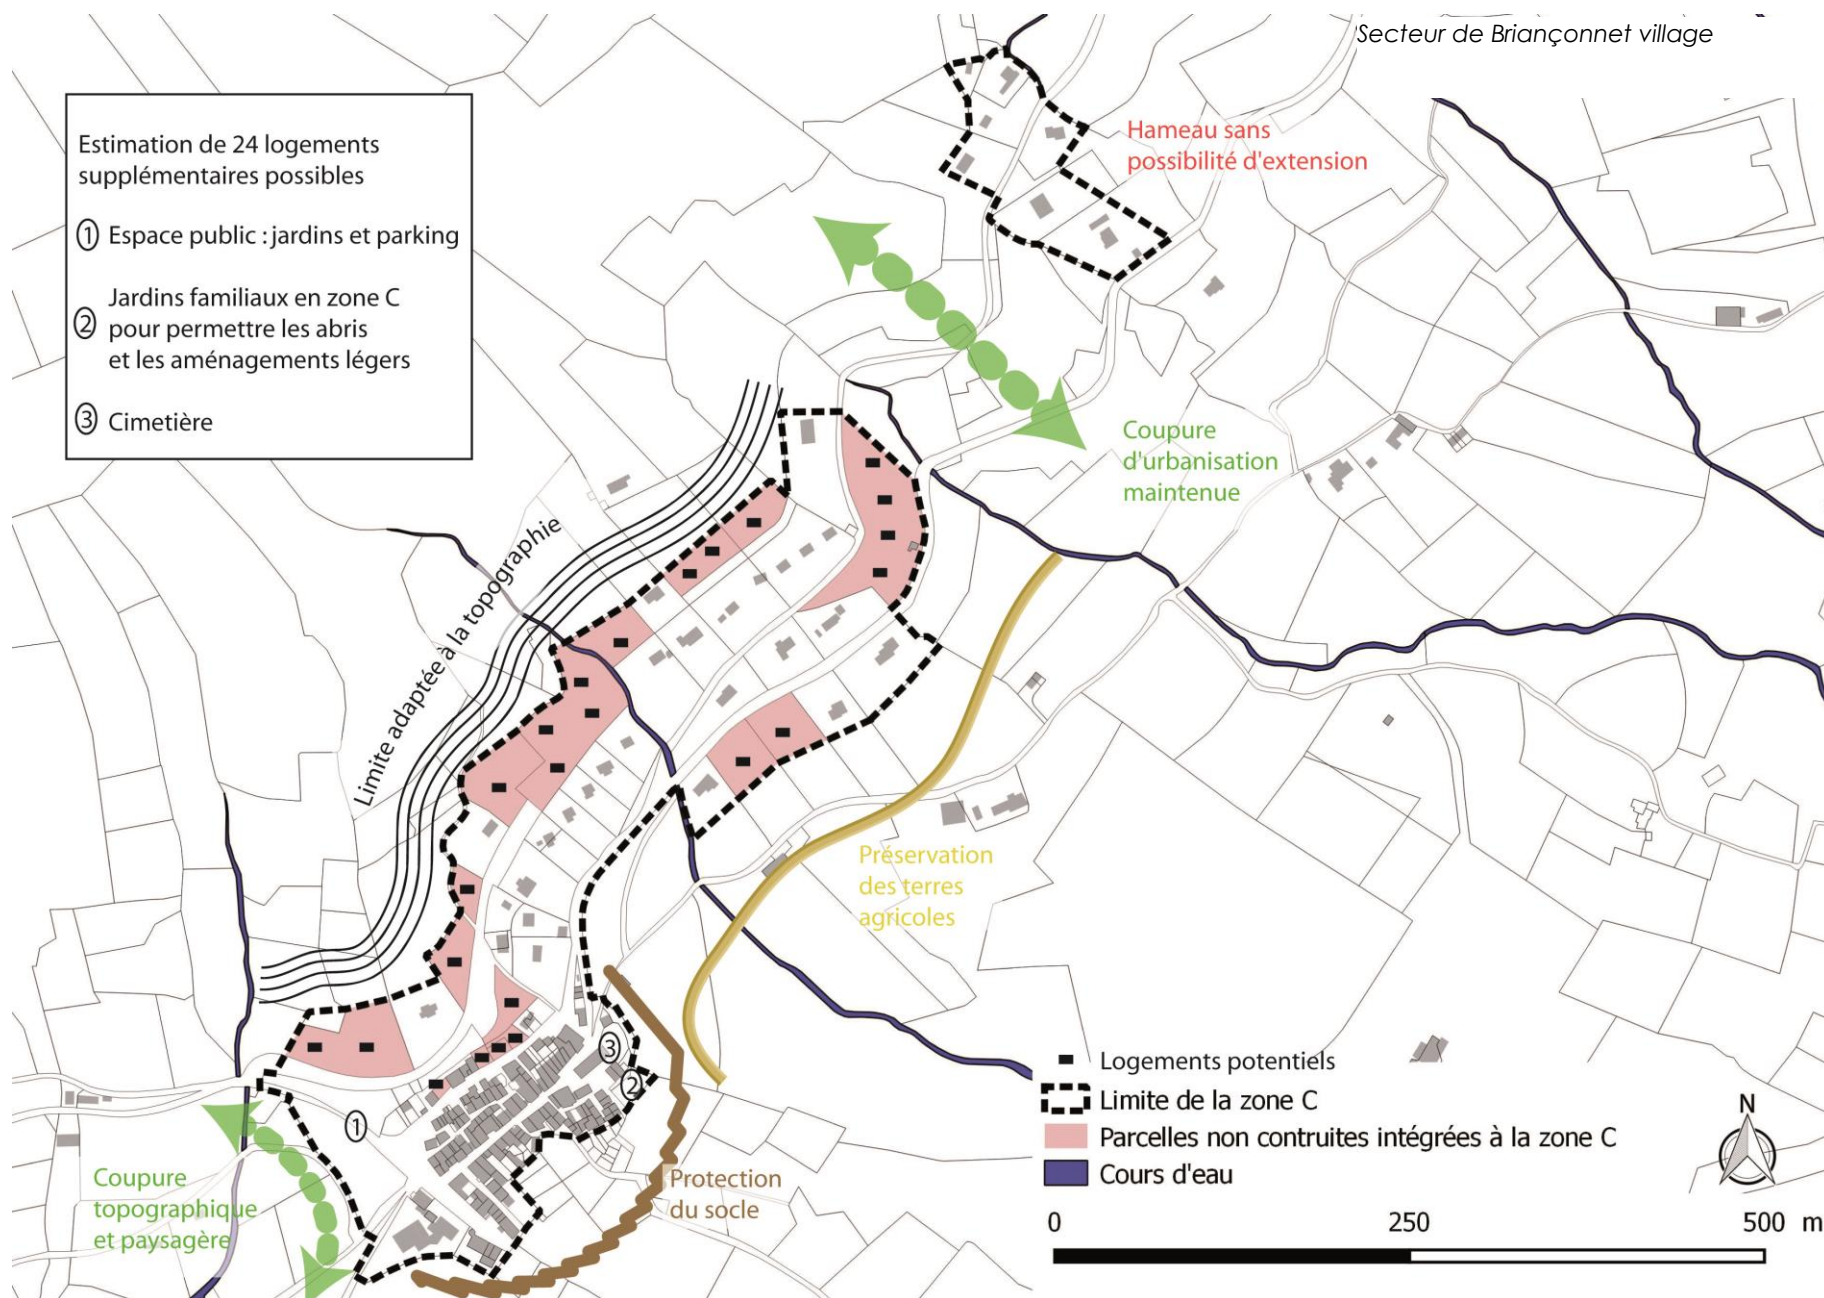 Secteur de Briançonnet village
Estimation de 24 logements
supplémentaires possibles
1 Espace public : jardins et parking
2 Jardins familiaux en zone C
pour permettre les abris
et les aménagements légers
3 Cimetière
Hameau sans
possibilité d'extension
Coupure
d'urbanisation
maintenue
Limite adaptée à la topographie
Préservation
des terres
agricoles
3
2
1
Coupure
topographique
et paysagère
Protection
du socle
Logements potentiels
Limite de la zone C
Parcelles non contruites intégrées à la zone C
Cours d'eau
N
0 250 500 m